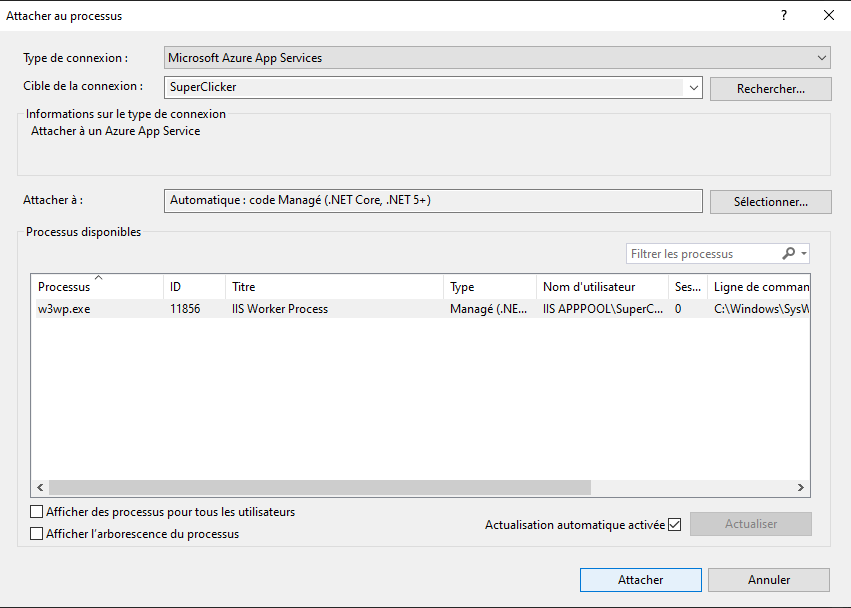 Attacher au processus
?
Type de connexion :
Microsoft Azure App Services
Cible de la connexion :
SuperClicker
Rechercher...
Informations sur le type de connexion
Attacher à un Azure App Service
Attacher à :
Automatique : code Managé (.NET Core, .NET 5+)
Sélectionner...
Processus disponibles
Filtrer les processus
Processus ID Titre Type Nom d'utilisateur Ses... Ligne de comman
w3wp.exe 11856 IIS Worker Process Managé (.NE... IIS APPPOOL\SuperC... 0 C:\Windows\SysW
Afficher des processus pour tous les utilisateurs
Afficher l'arborescence du processus
Actualisation automatique activée
Actualiser
Attacher
Annuler